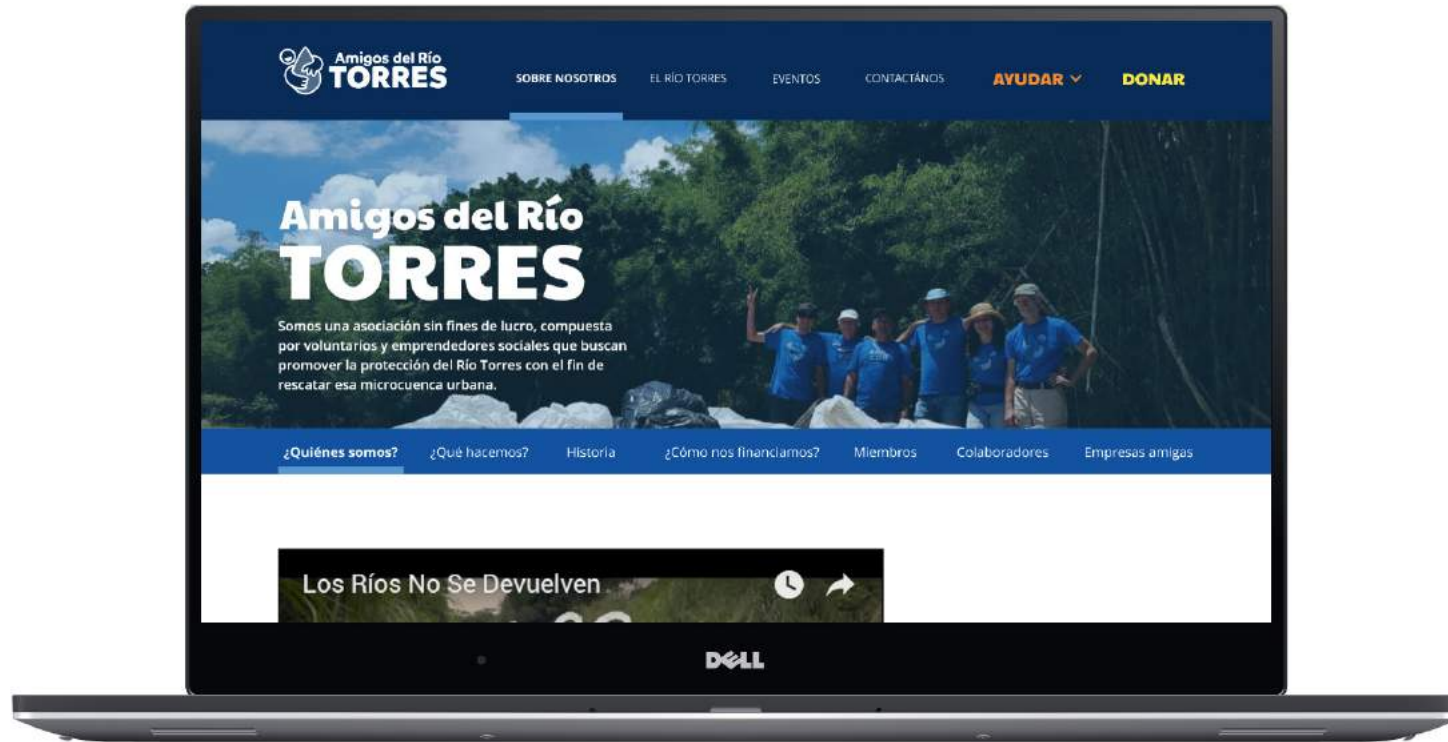 Amigos del Río
TORRES
SOBRE NOSOTROS
EL RÍO TORRES
EVENTOS
CONTACTÁNOS
AYUDAR
DONAR
Amigos del Río
TORRES
Somos una asociación sin fines de lucro, compuesta
por voluntarios y emprendedores sociales que buscan
promover la protección del Río Torres con el fin de
rescatar esa microcuenca urbana.
¿Quiénes somos?
¿Qué hacemos?
Historia
¿Cómo nos financiamos?
Miembros
Colaboradores
Empresas amigas
Los Ríos No Se Devuelven
DELL